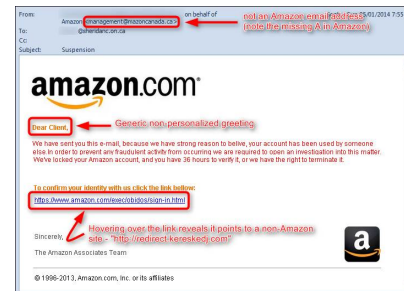 From: Amazon <management@mazoncanada.ca> on behalf of
not an Amazon email address
(note the missing A in Amazon)
05/01/2014 7:55
To: @sheridanc.on.ca
Cc:
Subject: Suspension
amazon.com
Dear Client,
Generic non-personalized greeting
We have sent you this e-mail, because we have strong reason to belive, your account has been used by someone
else. In order to prevent any fraudulent activity from occurring we are required to open an investigation into this matter.
We've locked your Amazon account, and you have 36 hours to verify it, or we have the right to terminate it.
To confirm your identity with us click the link bellow:
https://www.amazon.com/exec/obidos/sign-in.html
Hovering over the link reveals it points to a non-Amazon
site - "http://redirect.kereskedj.com"
Sincerely,
The Amazon Associates Team
a
© 1996-2013, Amazon.com, Inc. or its affiliates